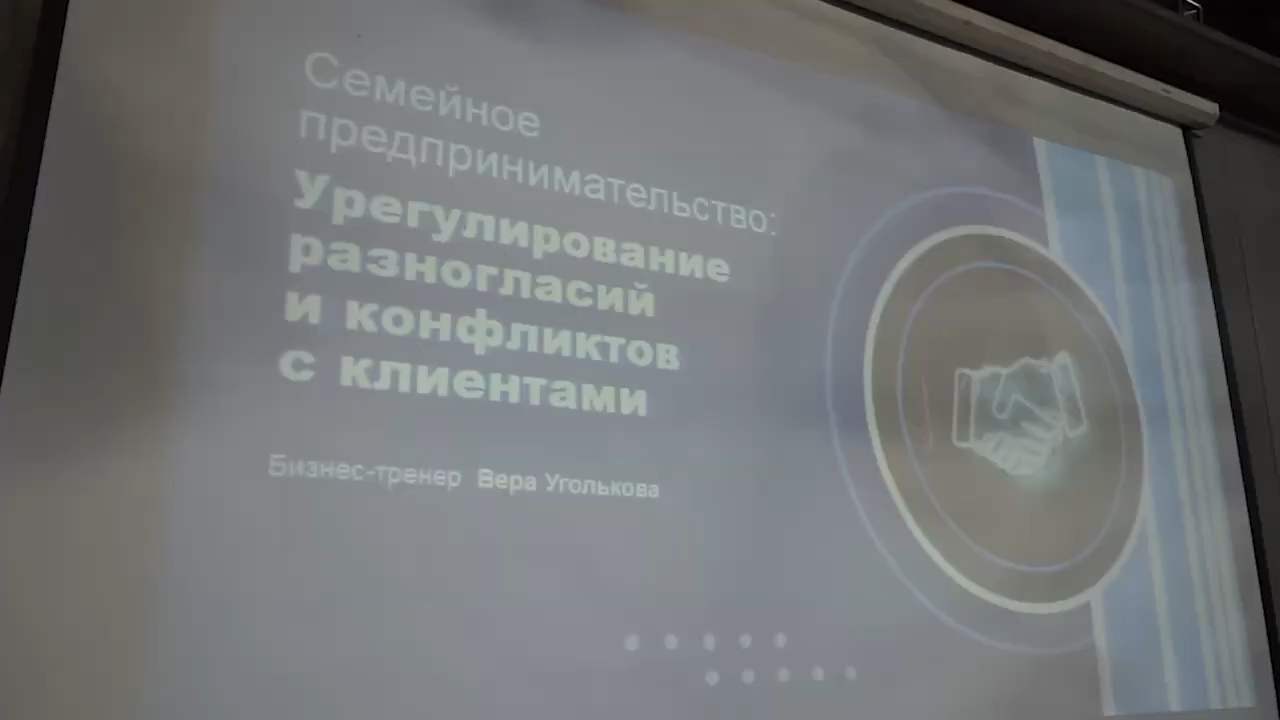 Семейное
предпринимательство:
Урегулирование
разногласий
и конфликтов
с клиентами
Бизнес-тренер Вера Уголькова